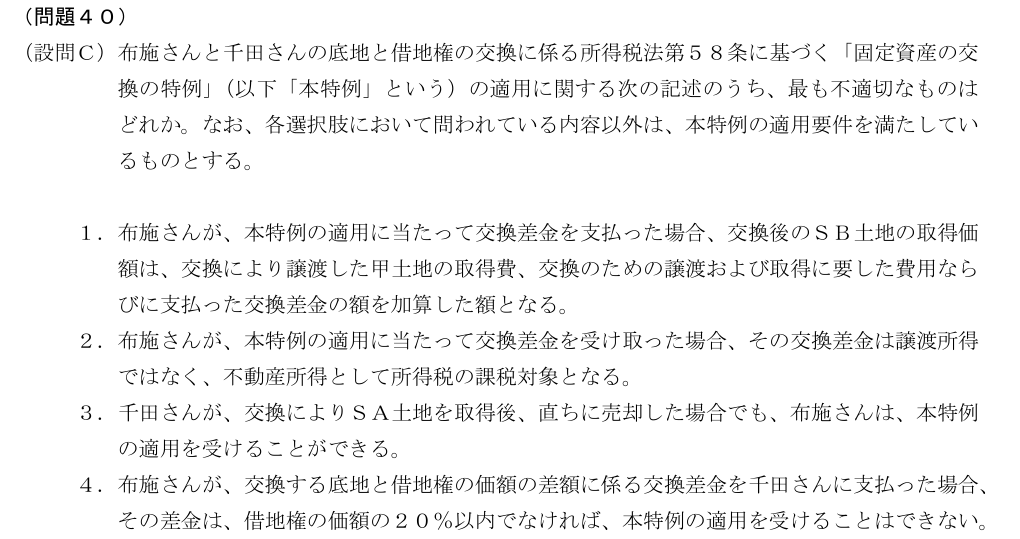 （問題４０）
（設問Ｃ）布施さんと千田さんの底地と借地権の交換に係る所得税法第５８条に基づく「固定資産の交
換の特例」（以下「本特例」という）の適用に関する次の記述のうち、最も不適切なものは
どれか。なお、各選択肢において問われている内容以外は、本特例の適用要件を満たしてい
るものとする。
１．布施さんが、本特例の適用に当たって交換差金を支払った場合、交換後のＳＢ土地の取得価
額は、交換により譲渡した甲土地の取得費、交換のための譲渡および取得に要した費用なら
びに支払った交換差金の額を加算した額となる。
２．布施さんが、本特例の適用に当たって交換差金を受け取った場合、その交換差金は譲渡所得
ではなく、不動産所得として所得税の課税対象となる。
３．千田さんが、交換によりＳＡ土地を取得後、直ちに売却した場合でも、布施さんは、本特例
の適用を受けることができる。
４．布施さんが、交換する底地と借地権の価額の差額に係る交換差金を千田さんに支払った場合、
その差金は、借地権の価額の２０％以内でなければ、本特例の適用を受けることはできない。